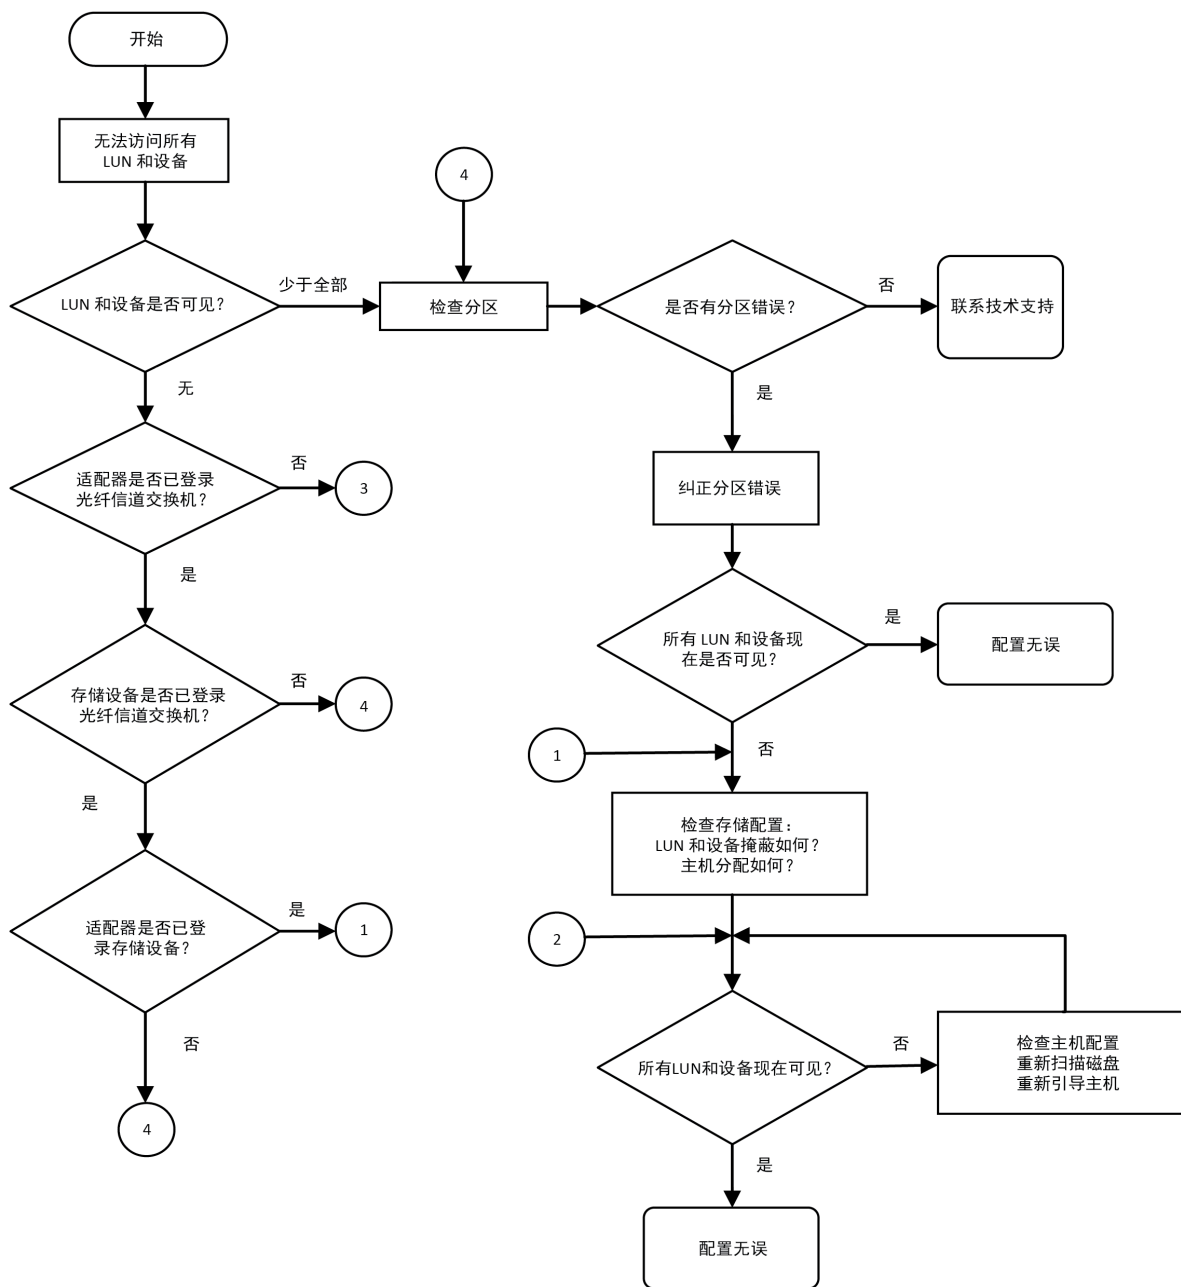 开始
无法访问所有
LUN 和设备
4
LUN 和设备是否可见?
少于全部
检查分区
是否有分区错误?
否
联系技术支持
无
是
适配器是否已登录
光纤信道交换机?
否
3
纠正分区错误
是
所有 LUN 和设备现
在是否可见?
是
配置无误
存储设备是否已登录
光纤信道交换机?
否
4
1
否
是
检查存储配置:
LUN 和设备掩蔽如何?
主机分配如何?
适配器是否已登
录存储设备?
是
1
2
否
所有LUN和设备现在可见?
否
检查主机配置
重新扫描磁盘
重新引导主机
4
是
配置无误